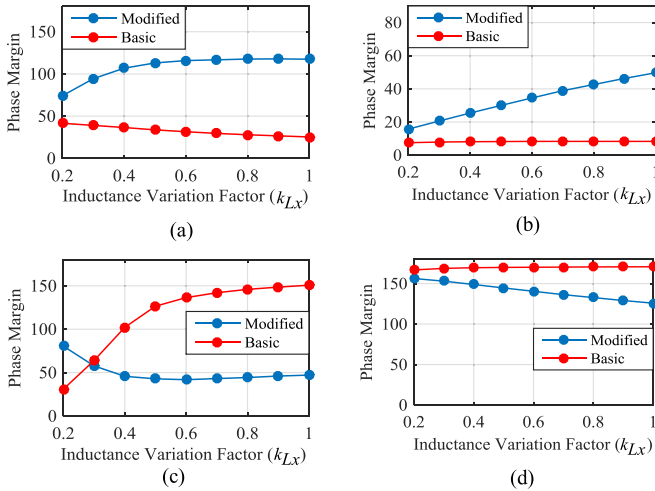 Modified
Basic
150
100
50
0
Phase Margin
0.2
0.4
0.6
0.8
1
Inductance Variation Factor (kLx)
(a)
Modified
Basic
80
60
40
20
0
Phase Margin
0.2
0.4
0.6
0.8
1
Inductance Variation Factor (kLx)
(b)
150
100
50
0
Phase Margin
Modified
Basic
0.2
0.4
0.6
0.8
1
Inductance Variation Factor (kLx)
(c)
150
100
50
0
Phase Margin
Modified
Basic
0.2
0.4
0.6
0.8
1
Inductance Variation Factor (kLx)
(d)